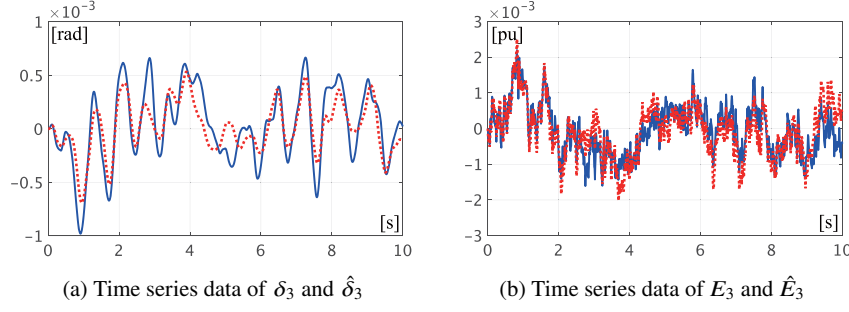 ×10⁻³ ×10⁻³
1 3
[rad] [pu]
2
0.5
1
0 0
−1
−0.5
−2
[s] [s]
−1 −3
0 2 4 6 8 10 0 2 4 6 8 10
(a) Time series data of δ₃ and δ̂₃ (b) Time series data of E₃ and Ê₃